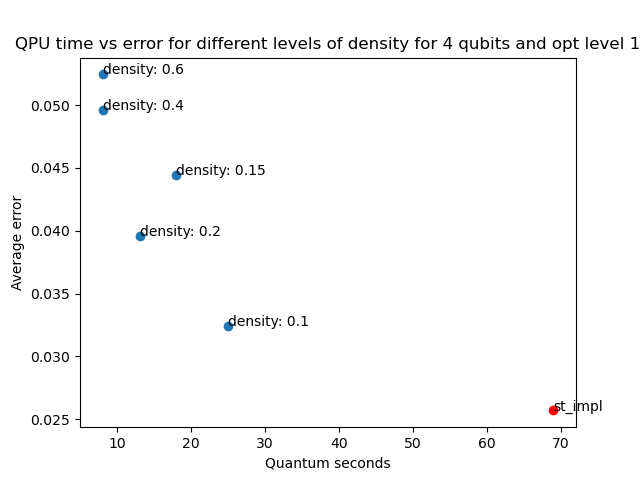 QPU time vs error for different levels of density for 4 qubits and opt level 1
density: 0.6
density: 0.4
density: 0.15
density: 0.2
density: 0.1
st_impl
0.050
0.045
0.040
0.035
0.030
0.025
Average error
10 20 30 40 50 60 70
Quantum seconds